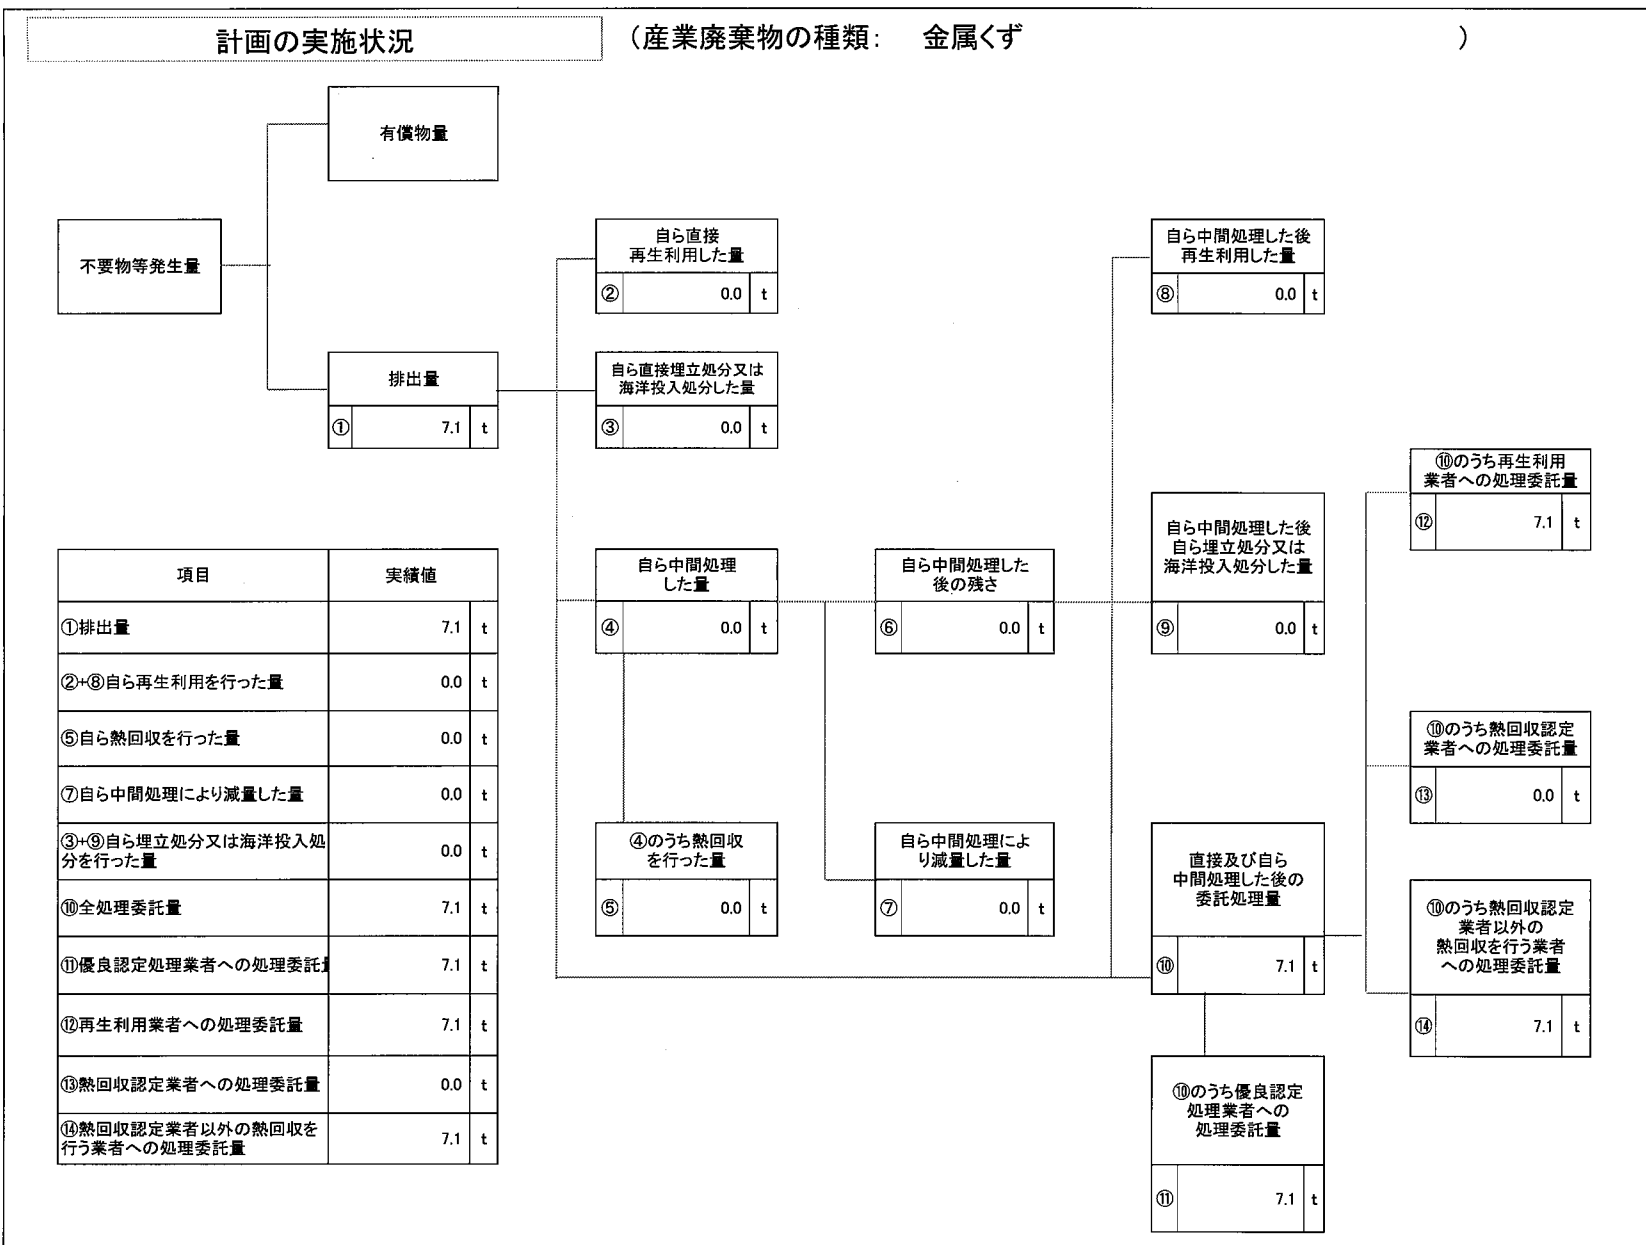 計画の実施状況
(産業廃棄物の種類: 金属くず )
有償物量
不要物等発生量
排出量
① 7.1 t
自ら直接
再生利用した量
② 0.0 t
自ら直接埋立処分又は
海洋投入処分した量
③ 0.0 t
自ら中間処理した後
再生利用した量
⑧ 0.0 t
自ら中間処理
した量
④ 0.0 t
自ら中間処理した
後の残さ
⑥ 0.0 t
自ら中間処理した後
自ら埋立処分又は
海洋投入処分した量
⑨ 0.0 t
⑩のうち再生利用
業者への処理委託量
⑫ 7.1 t
④のうち熱回収
を行った量
⑤ 0.0 t
自ら中間処理によ
り減量した量
⑦ 0.0 t
直接及び自ら
中間処理した後の
委託処理量
⑩ 7.1 t
⑩のうち熱回収認定
業者への処理委託量
⑬ 0.0 t
⑩のうち熱回収認定
業者以外の
熱回収を行う業者
への処理委託量
⑭ 7.1 t
⑩のうち優良認定
処理業者への
処理委託量
⑪ 7.1 t
項目 実績値
①排出量 7.1 t
②+⑧自ら再生利用を行った量 0.0 t
⑤自ら熱回収を行った量 0.0 t
⑦自ら中間処理により減量した量 0.0 t
③+⑨自ら埋立処分又は海洋投入処
分を行った量 0.0 t
⑩全処理委託量 7.1 t
⑪優良認定処理業者への処理委託 7.1 t
⑫再生利用業者への処理委託量 7.1 t
⑬熱回収認定業者への処理委託量 0.0 t
⑭熱回収認定業者以外の熱回収を
行う業者への処理委託量 7.1 t